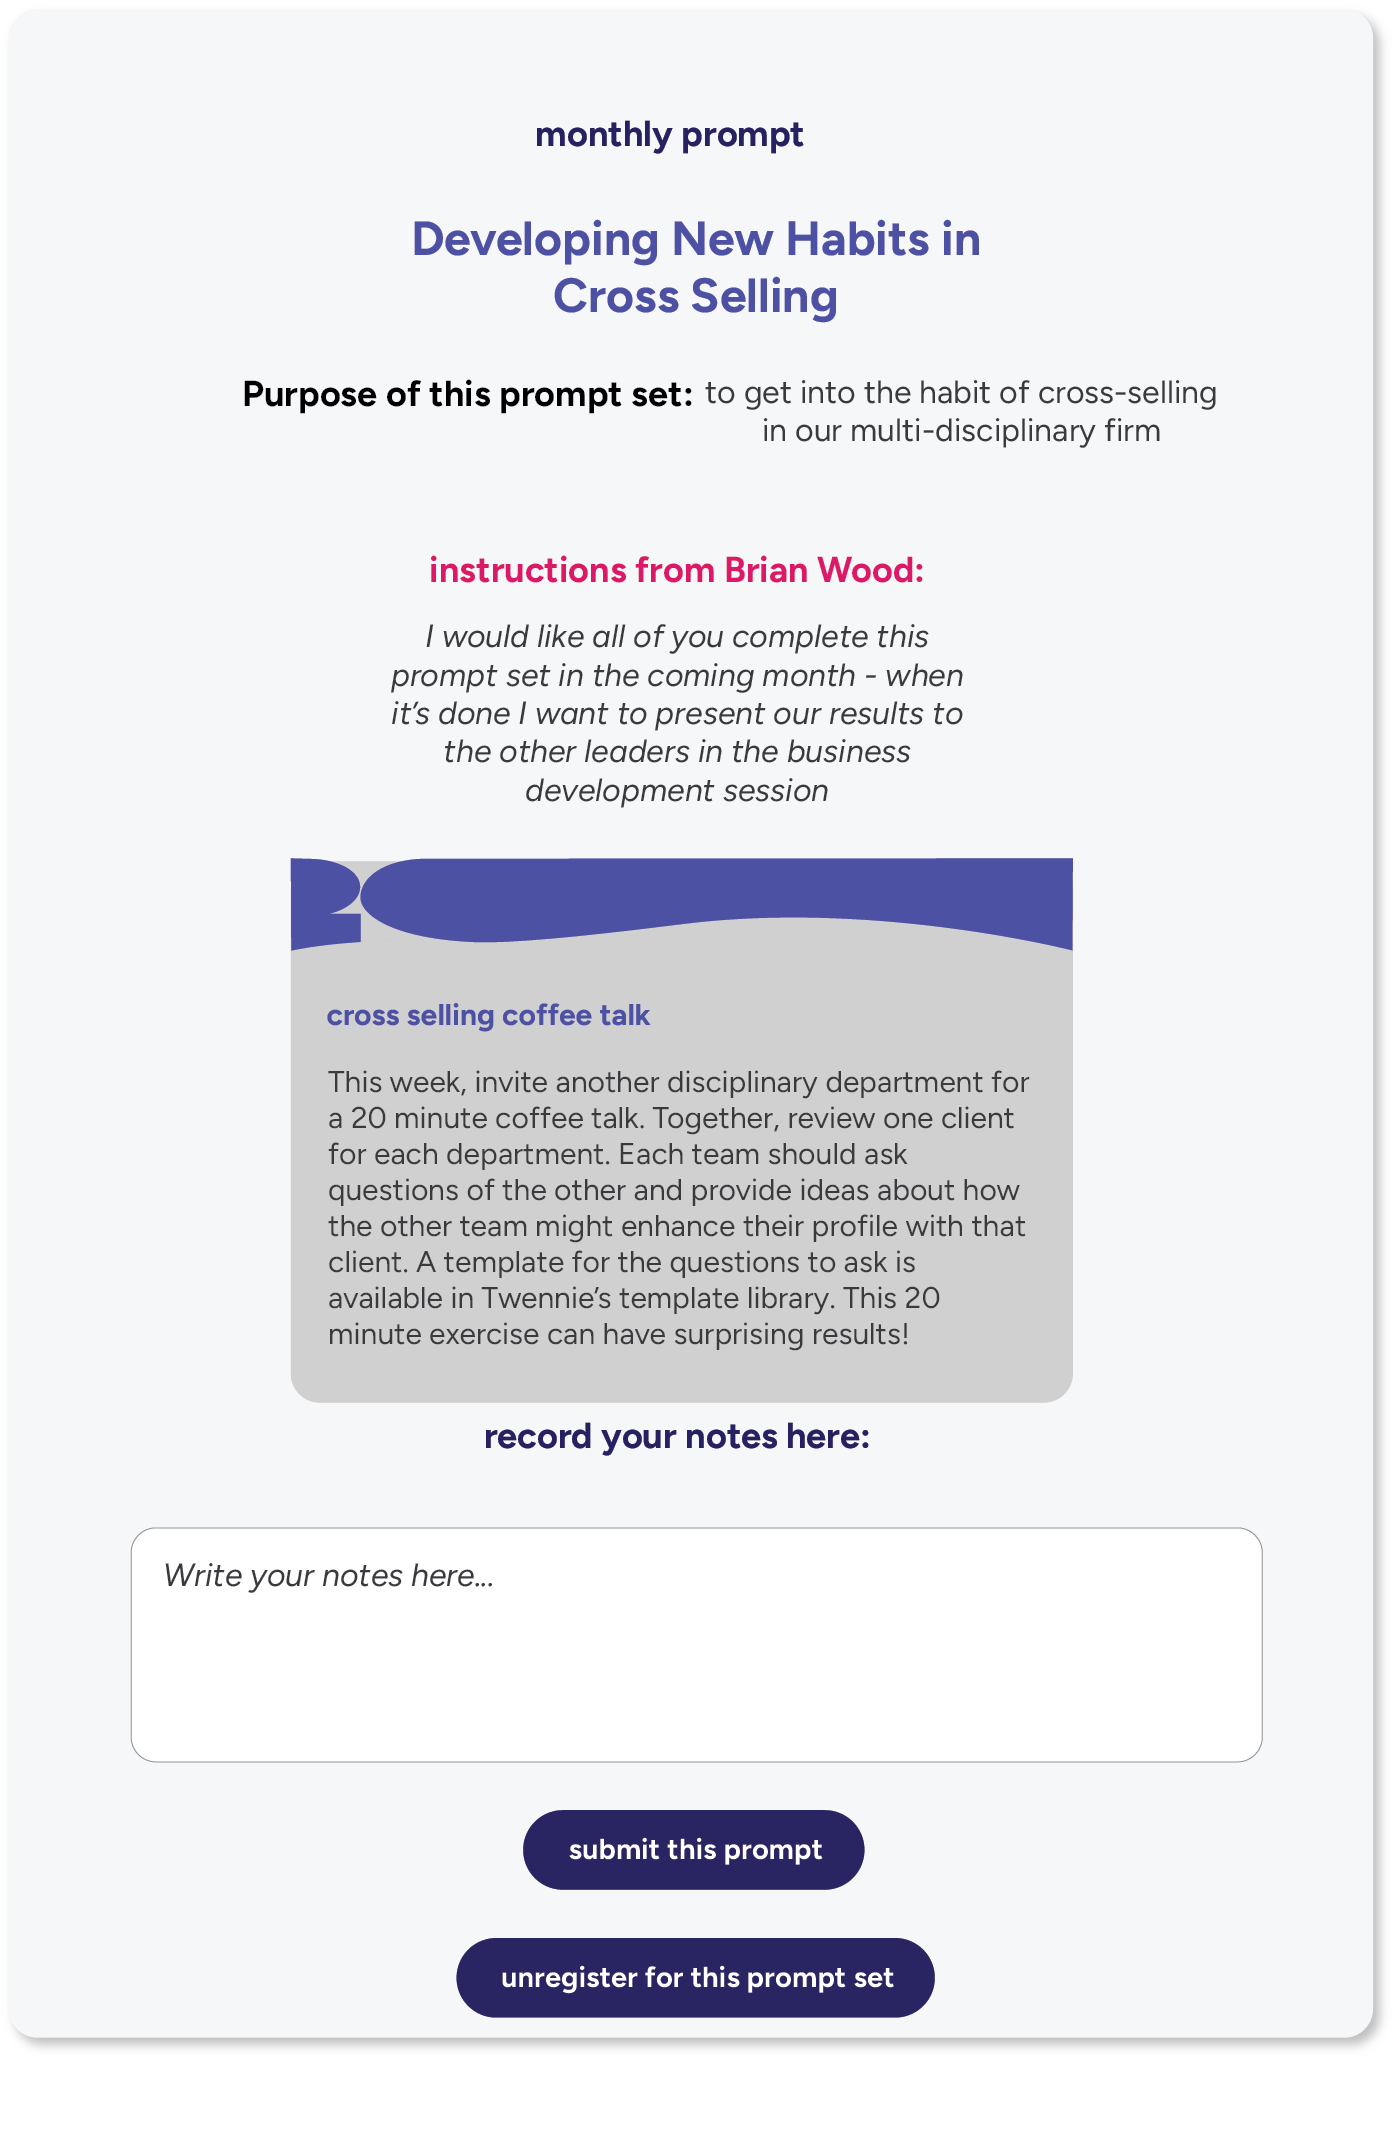 monthly prompt
Developing New Habits in
Cross Selling
Purpose of this prompt set: to get into the habit of cross-selling
in our multi-disciplinary firm
instructions from Brian Wood:
I would like all of you complete this
prompt set in the coming month - when
it's done I want to present our results to
the other leaders in the business
development session
cross selling coffee talk
This week, invite another disciplinary department for
a 20 minute coffee talk. Together, review one client
for each department. Each team should ask
questions of the other and provide ideas about how
the other team might enhance their profile with that
client. A template for the questions to ask is
available in Twennie's template library. This 20
minute exercise can have surprising results!
record your notes here:
Write your notes here...
submit this prompt
unregister for this prompt set